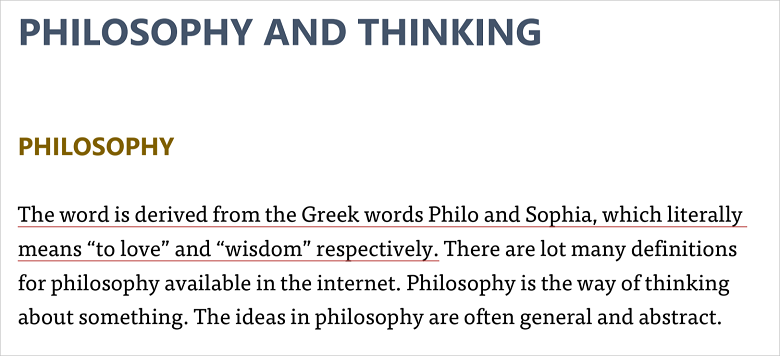 PHILOSOPHY AND THINKING
PHILOSOPHY
The word is derived from the Greek words Philo and Sophia, which literally
means “to love” and “wisdom” respectively. There are lot many definitions
for philosophy available in the internet. Philosophy is the way of thinking
about something. The ideas in philosophy are often general and abstract.